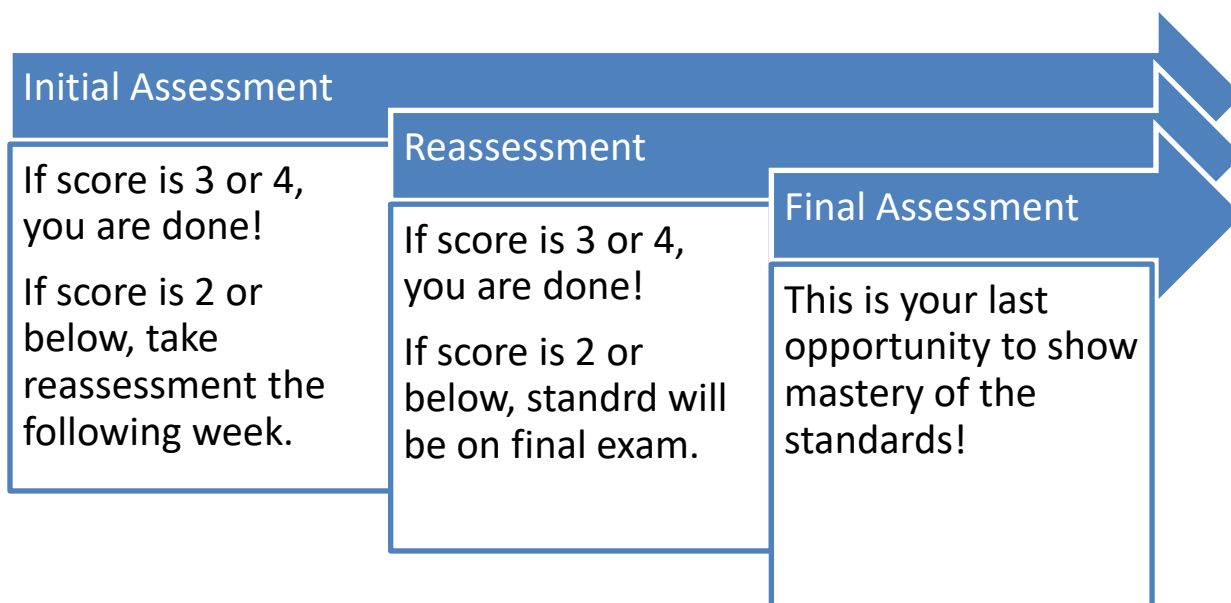 Initial Assessment
If score is 3 or 4,
you are done!
If score is 2 or
below, take
reassessment the
following week.
Reassessment
If score is 3 or 4,
you are done!
If score is 2 or
below, standrd will
be on final exam.
Final Assessment
This is your last
opportunity to show
mastery of the
standards!